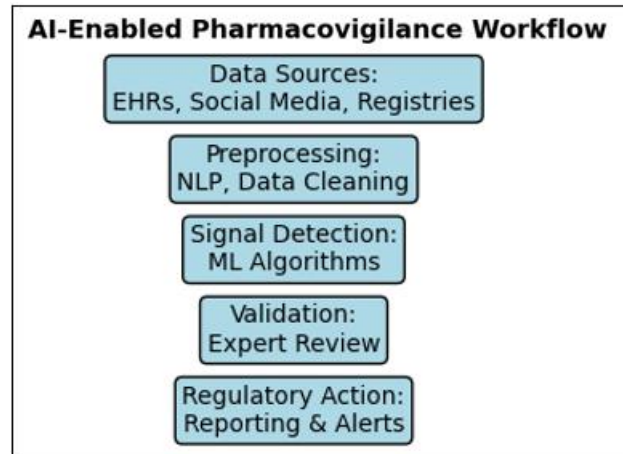 AI-Enabled Pharmacovigilance Workflow
Data Sources:
EHRs, Social Media, Registries
Preprocessing:
NLP, Data Cleaning
Signal Detection:
ML Algorithms
Validation:
Expert Review
Regulatory Action:
Reporting & Alerts